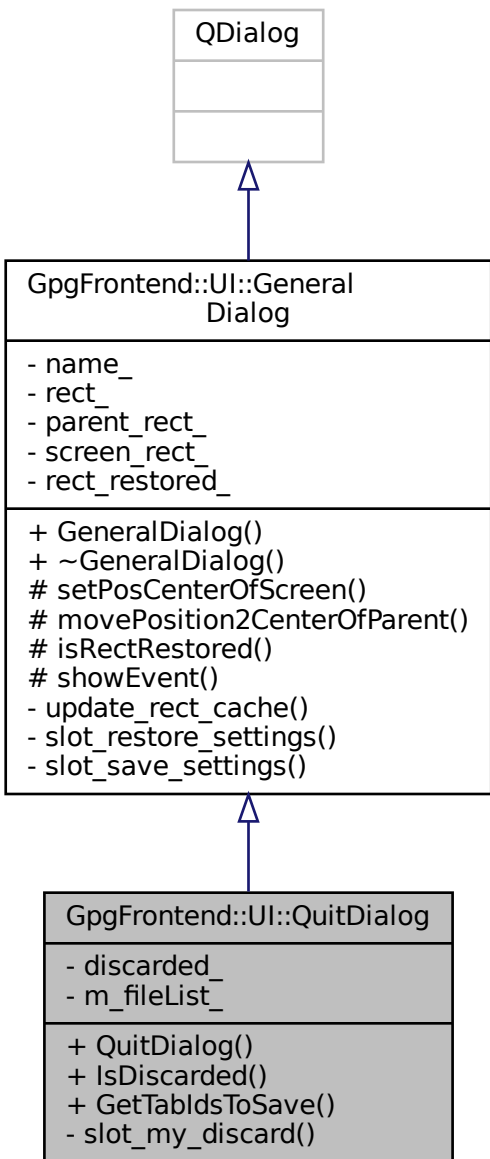 QDialog
GpgFrontend::UI::General
Dialog
- name_
- rect_
- parent_rect_
- screen_rect_
- rect_restored_
+ GeneralDialog()
+ ~GeneralDialog()
# setPosCenterOfScreen()
# movePosition2CenterOfParent()
# isRectRestored()
# showEvent()
- update_rect_cache()
- slot_restore_settings()
- slot_save_settings()
GpgFrontend::UI::QuitDialog
- discarded_
- m_fileList_
+ QuitDialog()
+ IsDiscarded()
+ GetTabIdsToSave()
- slot_my_discard()